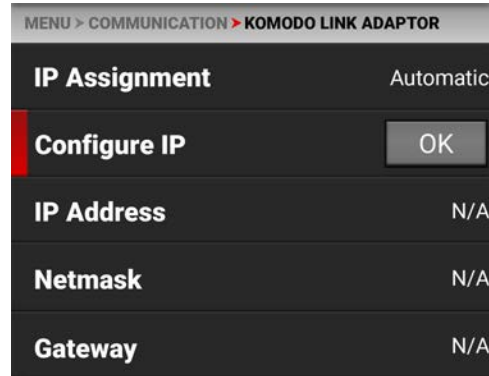 MENU > COMMUNICATION > KOMODO LINK ADAPTOR
IP Assignment Automatic
Configure IP OK
IP Address N/A
Netmask N/A
Gateway N/A